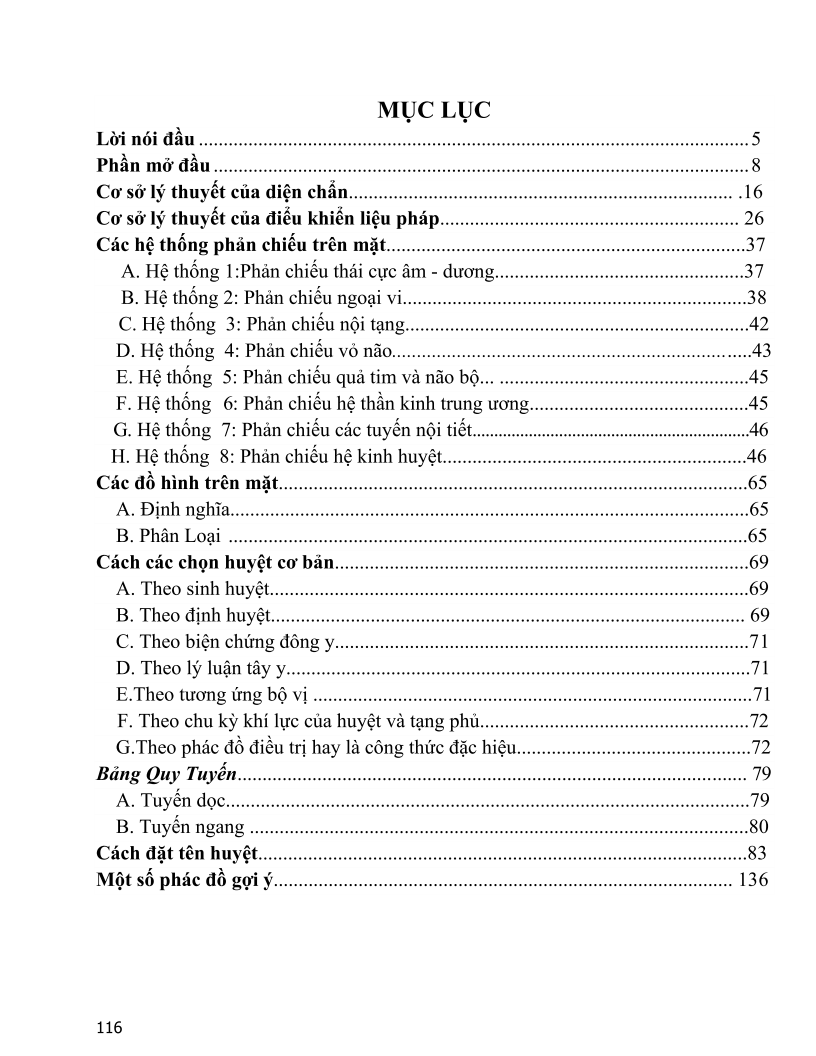 MỤC LỤC
Lời nói đầu ............................................................................................................... 5
Phần mở đầu ............................................................................................................ 8
Cơ sở lý thuyết của diện chẩn............................................................................. .16
Cơ sở lý thuyết của điểu khiển liệu pháp............................................................ 26
Các hệ thống phản chiếu trên mặt........................................................................37
A. Hệ thống 1:Phản chiếu thái cực âm - dương..................................................37
B. Hệ thống 2: Phản chiếu ngoại vi.....................................................................38
C. Hệ thống 3: Phản chiếu nội tạng.....................................................................42
D. Hệ thống 4: Phản chiếu vỏ não........................................................................43
E. Hệ thống 5: Phản chiếu quả tim và não bộ... ..................................................45
F. Hệ thống 6: Phản chiếu hệ thần kinh trung ương............................................45
G. Hệ thống 7: Phản chiếu các tuyến nội tiết.......................................................46
H. Hệ thống 8: Phản chiếu hệ kinh huyệt.............................................................46
Các đồ hình trên mặt..............................................................................................65
A. Định nghĩa........................................................................................................65
B. Phân Loại ........................................................................................................65
Cách các chọn huyệt cơ bản...................................................................................69
A. Theo sinh huyệt................................................................................................69
B. Theo định huyệt............................................................................................... 69
C. Theo biện chứng đông y...................................................................................71
D. Theo lý luận tây y.............................................................................................71
E.Theo tương ứng bộ vị ........................................................................................71
F. Theo chu kỳ khí lực của huyệt và tạng phủ......................................................72
G.Theo phác đồ điều trị hay là công thức đặc hiệu...............................................72
Bảng Quy Tuyến...................................................................................................... 79
A. Tuyến dọc.........................................................................................................79
B. Tuyến ngang ....................................................................................................80
Cách đặt tên huyệt..................................................................................................83
Một số phác đồ gợi ý............................................................................................ 136
116